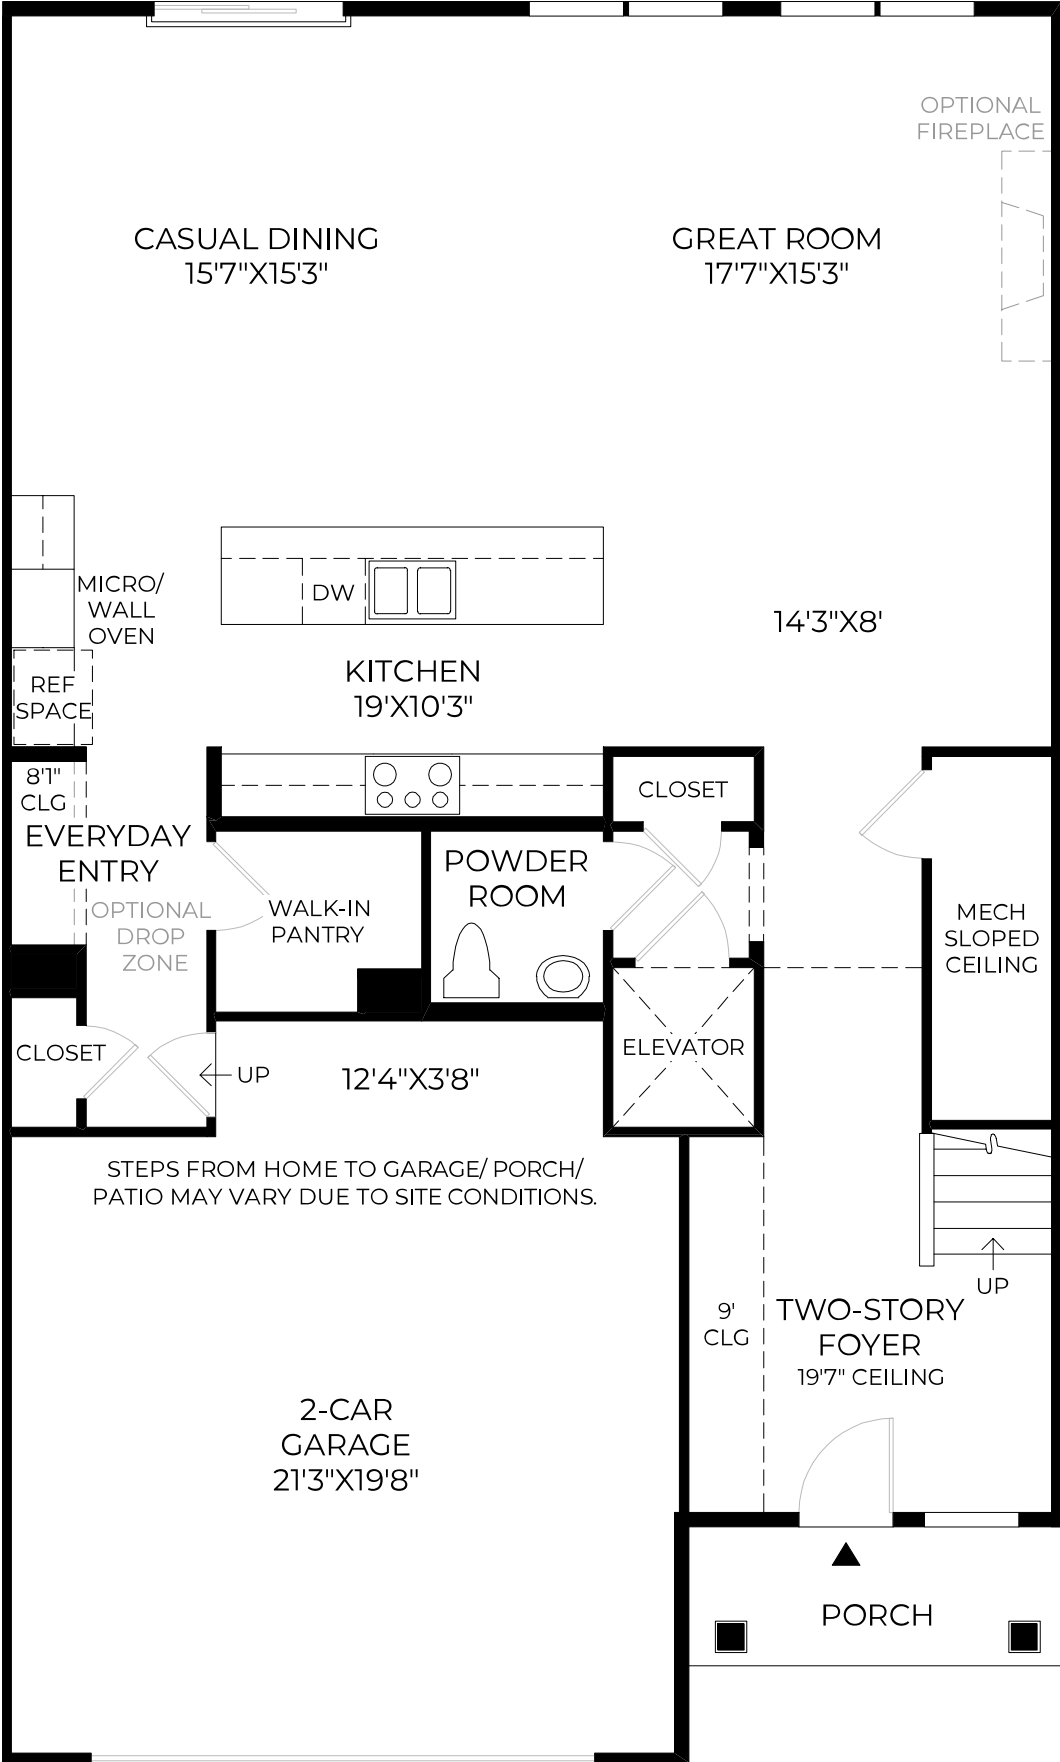 OPTIONAL
FIREPLACE
CASUAL DINING
15'7"X15'3"
GREAT ROOM
17'7"X15'3"
MICRO/
WALL
OVEN
DW
14'3"X8'
REF
SPACE
KITCHEN
19'X10'3"
8'1"
CLG
EVERYDAY
ENTRY
OPTIONAL
DROP
ZONE
WALK-IN
PANTRY
POWDER
ROOM
CLOSET
MECH
SLOPED
CEILING
CLOSET
UP
12'4"X3'8"
ELEVATOR
STEPS FROM HOME TO GARAGE/ PORCH/
PATIO MAY VARY DUE TO SITE CONDITIONS.
UP
9'
CLG
TWO-STORY
FOYER
19'7" CEILING
2-CAR
GARAGE
21'3"X19'8"
PORCH